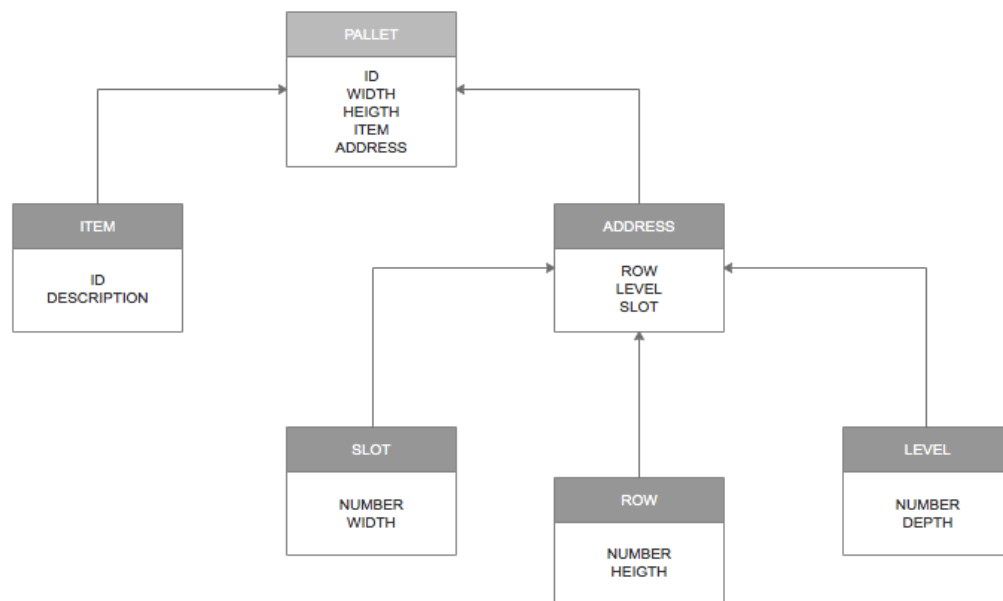 PALLET
ID
WIDTH
HEIGTH
ITEM
ADDRESS
ITEM
ID
DESCRIPTION
ADDRESS
ROW
LEVEL
SLOT
SLOT
NUMBER
WIDTH
ROW
NUMBER
HEIGTH
LEVEL
NUMBER
DEPTH